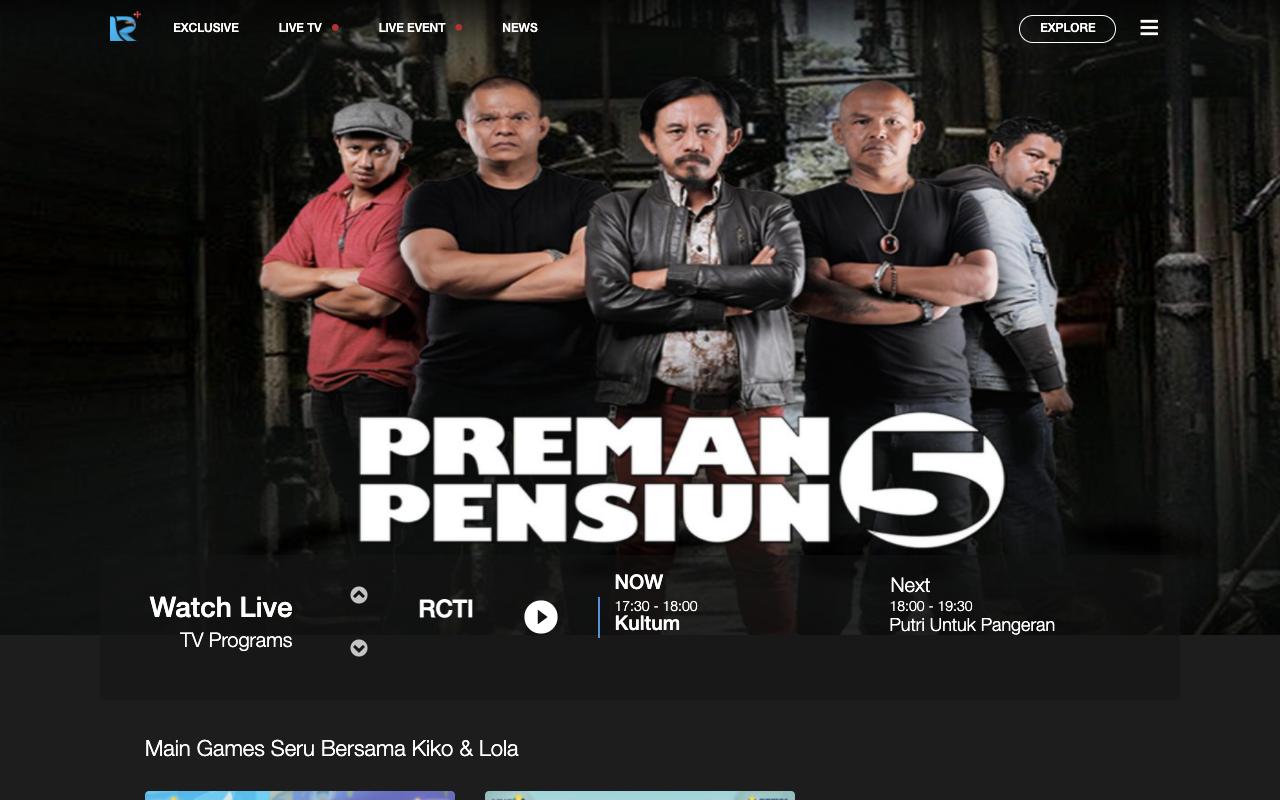 EXCLUSIVE
LIVE TV
LIVE EVENT
NEWS
EXPLORE
PREMAN
PENSIUN 5
Watch Live
TV Programs
RCTI
NOW
17:30 - 18:00
Kultum
Next
18:00 - 19:30
Putri Untuk Pangeran
Main Games Seru Bersama Kiko & Lola